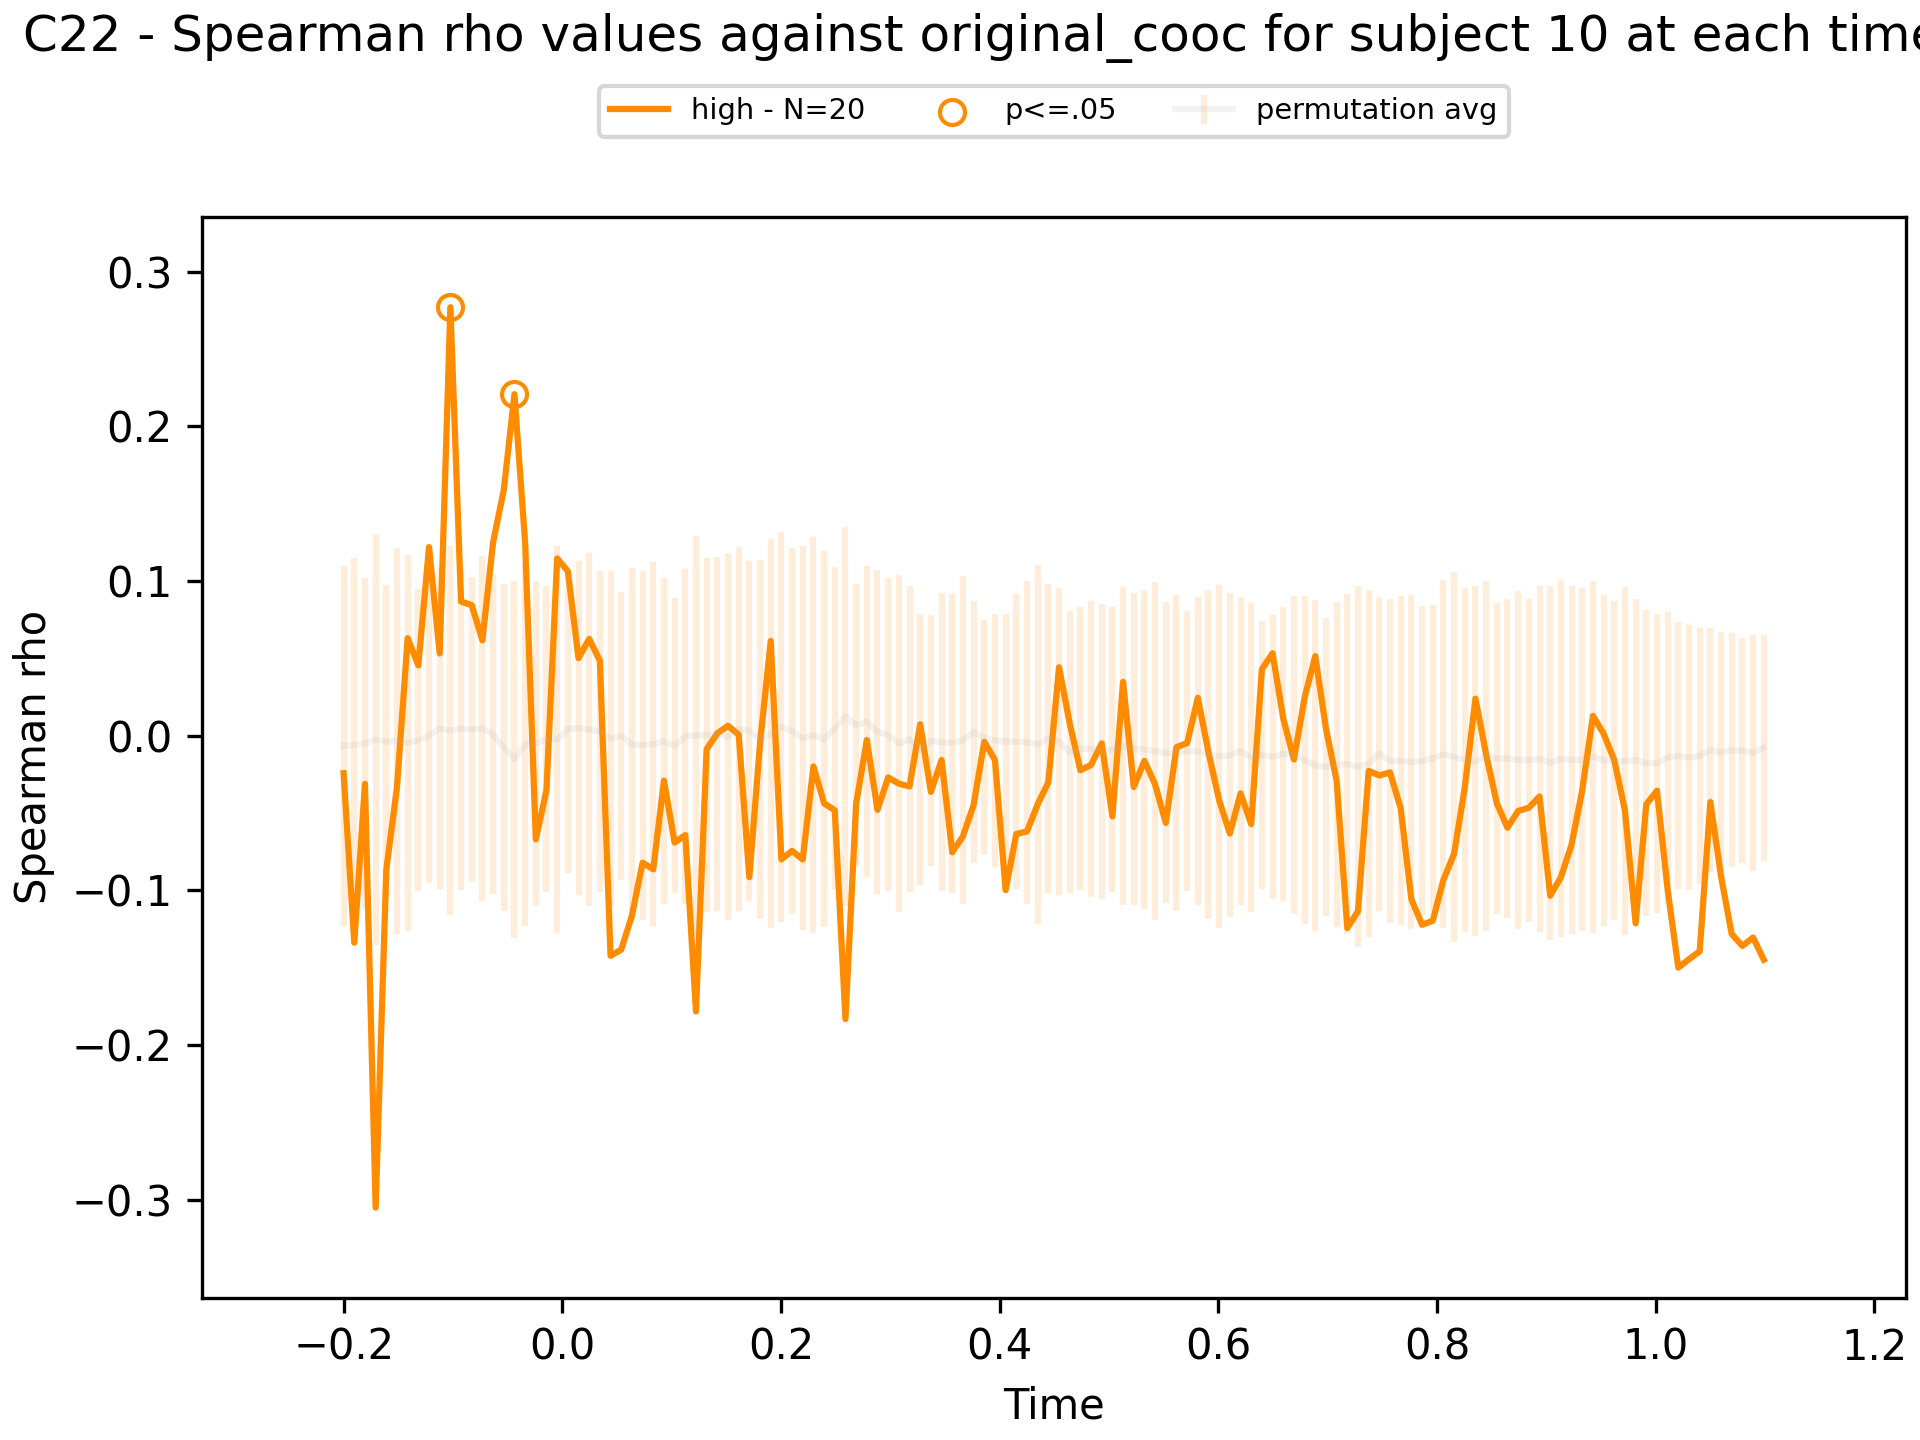 C22 - Spearman rho values against original_cooc for subject 10 at each time
high - N=20 p<=.05 permutation avg
0.3
0.2
0.1
0.0
−0.1
−0.2
−0.3
Spearman rho
−0.2 0.0 0.2 0.4 0.6 0.8 1.0 1.2
Time